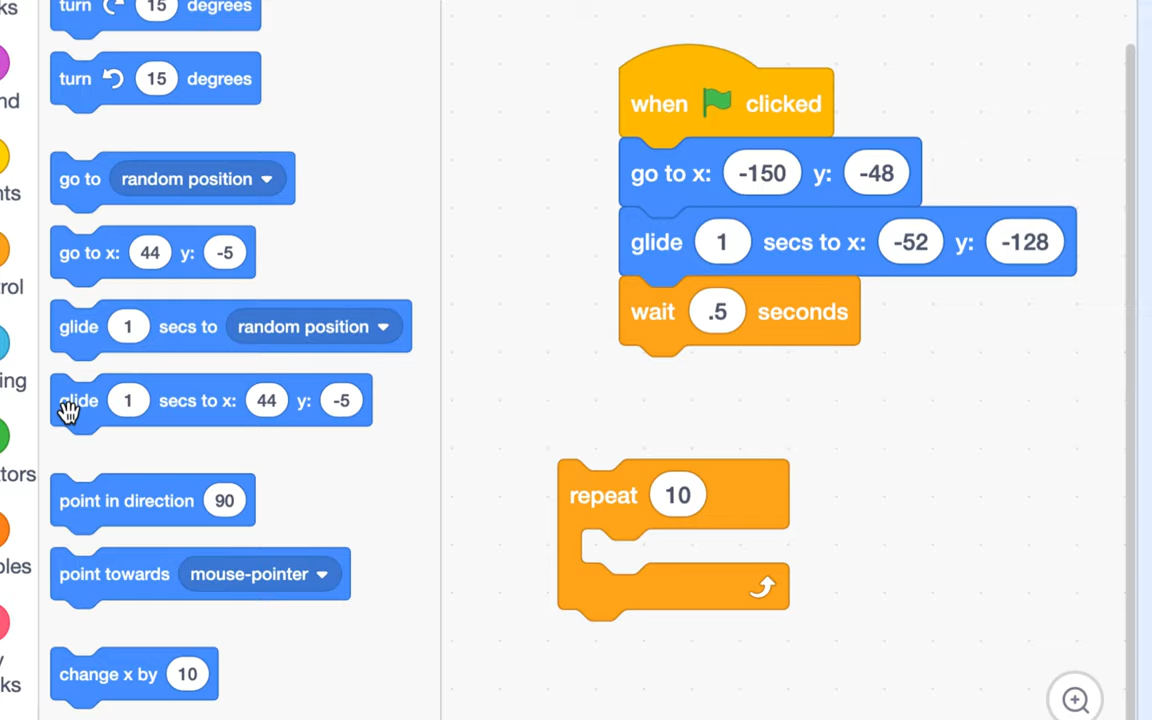 turn 15 degrees
turn 15 degrees
go to random position
go to x: 44 y: -5
glide 1 secs to random position
glide 1 secs to x: 44 y: -5
point in direction 90
point towards mouse-pointer
change x by 10
ks
nd
nts
rol
ing
tors
bles
ks
when clicked
go to x: -150 y: -48
glide 1 secs to x: -52 y: -128
wait .5 seconds
repeat 10